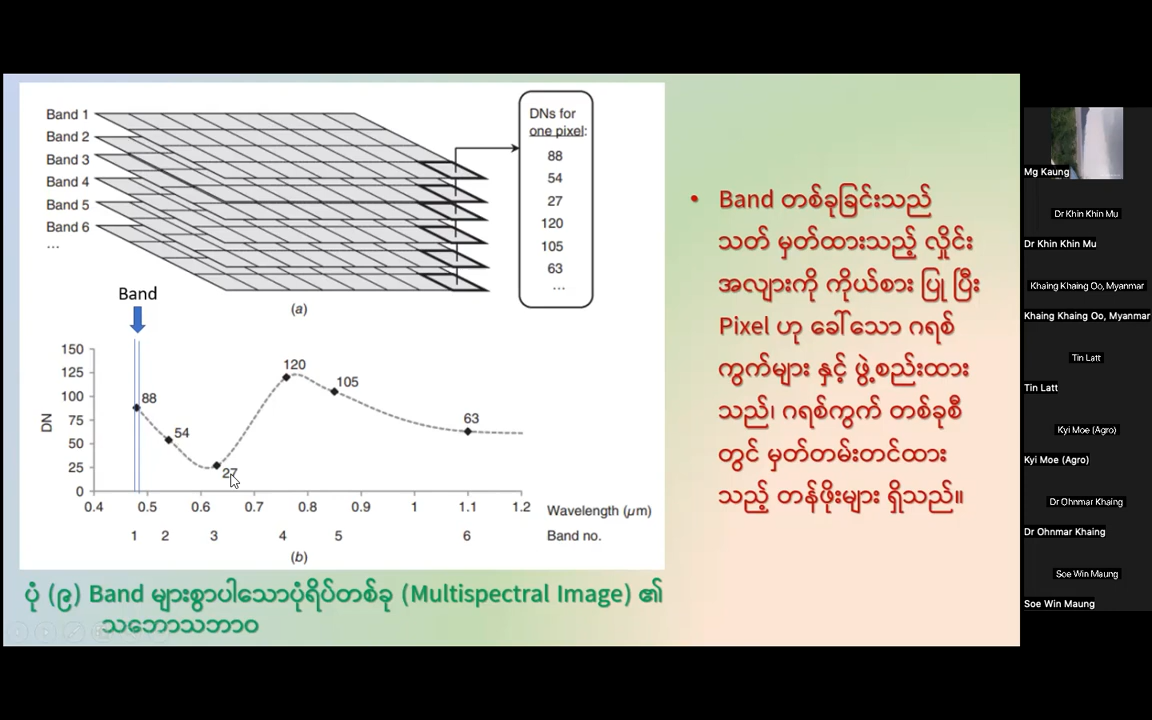 Band 1
Band 2
Band 3
Band 4
Band 5
Band 6
...
DNs for
one pixel:
88
54
27
120
105
63
...
(a)
Band
150
125
100
75
50
25
0
DN
88
54
27
120
105
63
0.4 0.5 0.6 0.7 0.8 0.9 1 1.1 1.2 Wavelength (μm)
1 2 3 4 5 6 Band no.
(b)
ပုံ (၉) Band များစွာပါသောပုံရိပ်တစ်ခု (Multispectral Image) ၏
သဘောသဘာဝ
• Band တစ်ခုခြင်းသည်
သတ် မှတ်ထားသည့် လှိုင်း
အလျားကို ကိုယ်စား ပြု ပြီး
Pixel ဟု ခေါ်သော ဂရစ်
ကွက်များ နှင့် ဖွဲ့စည်းထား
သည်၊ ဂရစ်ကွက် တစ်ခုစီ
တွင် မှတ်တမ်းတင်ထား
သည့် တန်ဖိုးများ ရှိသည်။
Mg Kaung
Dr Khin Khin Mu
Dr Khin Khin Mu
Khaing Khaing Oo, Myanmar
Khaing Khaing Oo, Myanmar
Tin Latt
Tin Latt
Kyi Moe (Agro)
Kyi Moe (Agro)
Dr Ohnmar Khaing
Dr Ohnmar Khaing
Soe Win Maung
Soe Win Maung